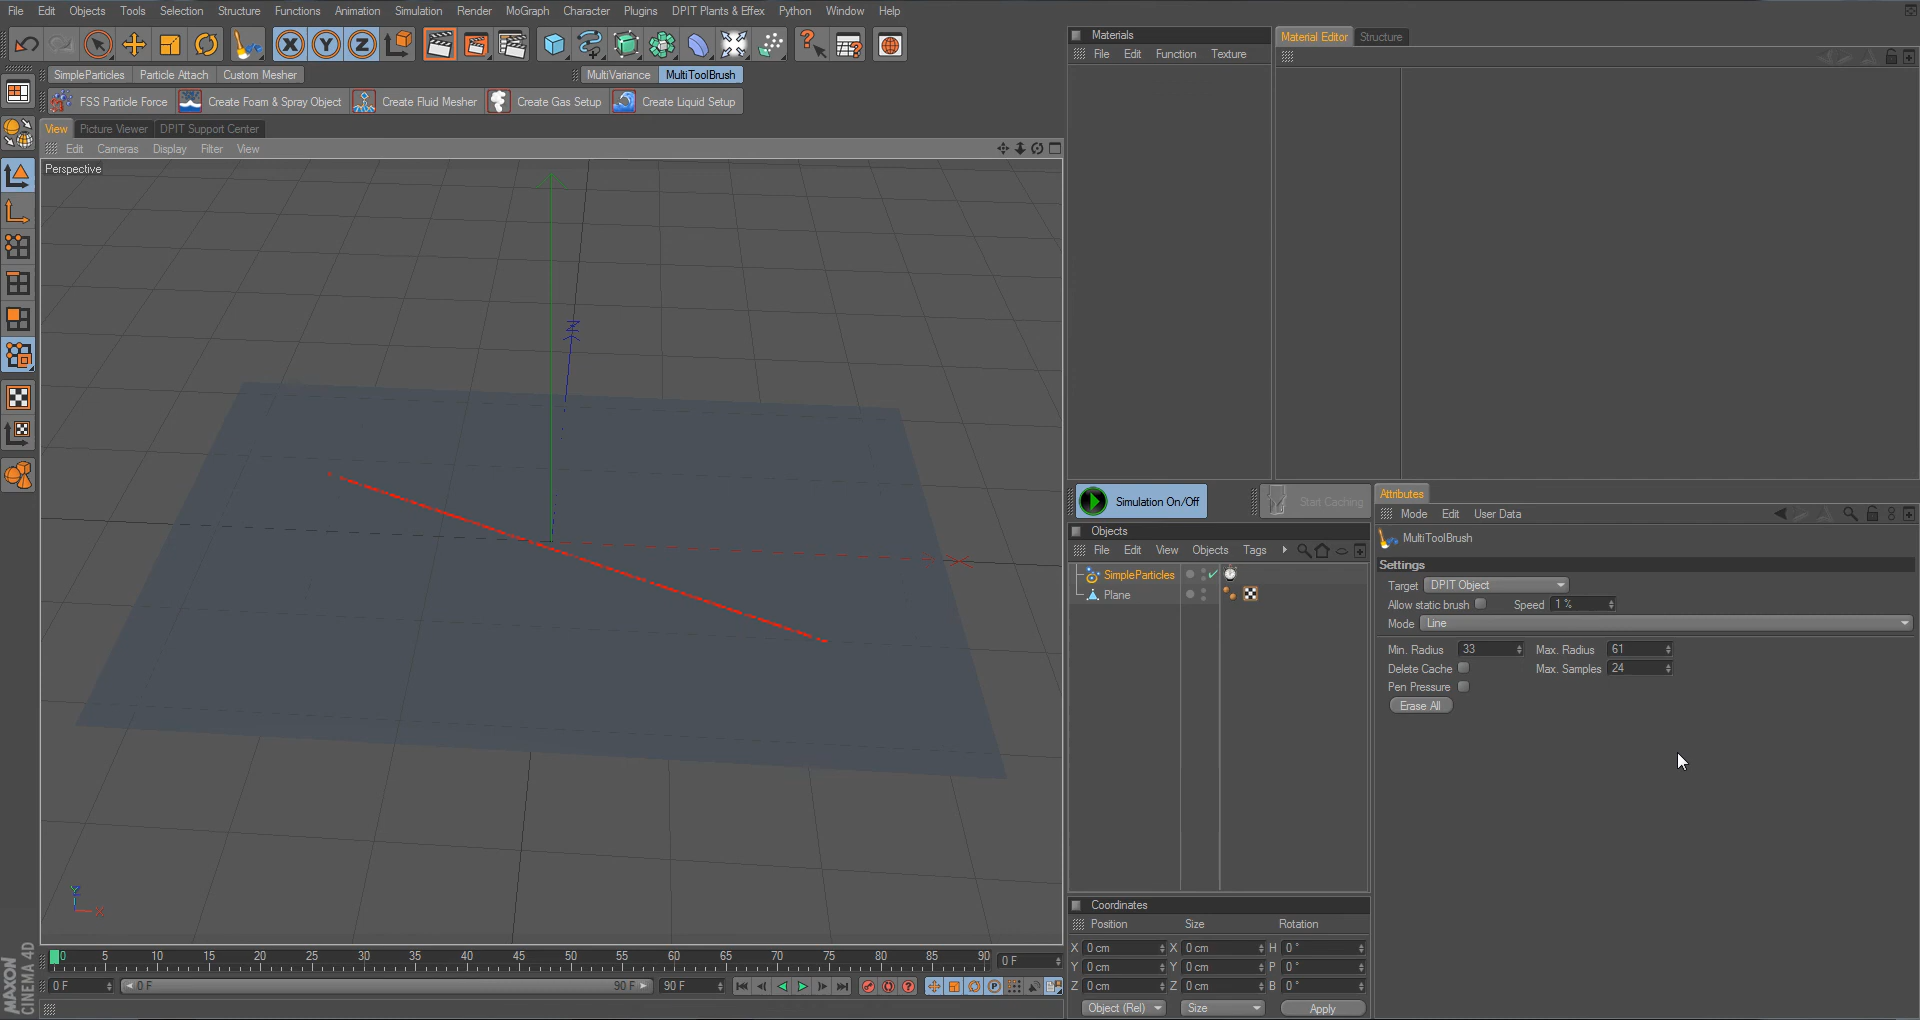 File Edit Objects Tools Selection Structure Functions Animation Simulation Render MoGraph Character Plugins DPIT Plants & Effex Python Window Help
SimpleParticles Particle Attach Custom Mesher MultiVariance MultiToolBrush
FSS Particle Force Create Foam & Spray Object Create Fluid Mesher Create Gas Setup Create Liquid Setup
View Picture Viewer DPIT Support Center
Edit Cameras Display Filter View
Perspective
Materials
File Edit Function Texture
Material Editor Structure
Simulation On/Off Start Caching
Objects
File Edit View Objects Tags
SimpleParticles
Plane
Attributes
Mode Edit User Data
MultiToolBrush
Settings
Target DPIT Object
Allow static brush Speed 1 %
Mode Line
Min. Radius 33 Max. Radius 61
Delete Cache Max. Samples 24
Pen Pressure
Erase All
Coordinates
Position Size Rotation
X 0 cm X 0 cm H 0 °
Y 0 cm Y 0 cm P 0 °
Z 0 cm Z 0 cm B 0 °
Object (Rel) Size Apply
0 5 10 15 20 25 30 35 40 45 50 55 60 65 70 75 80 85 90 0 F
0 F 0 F 90 F 90 F
MAXON
CINEMA 4D
X Y Z
Z
X
Y
X